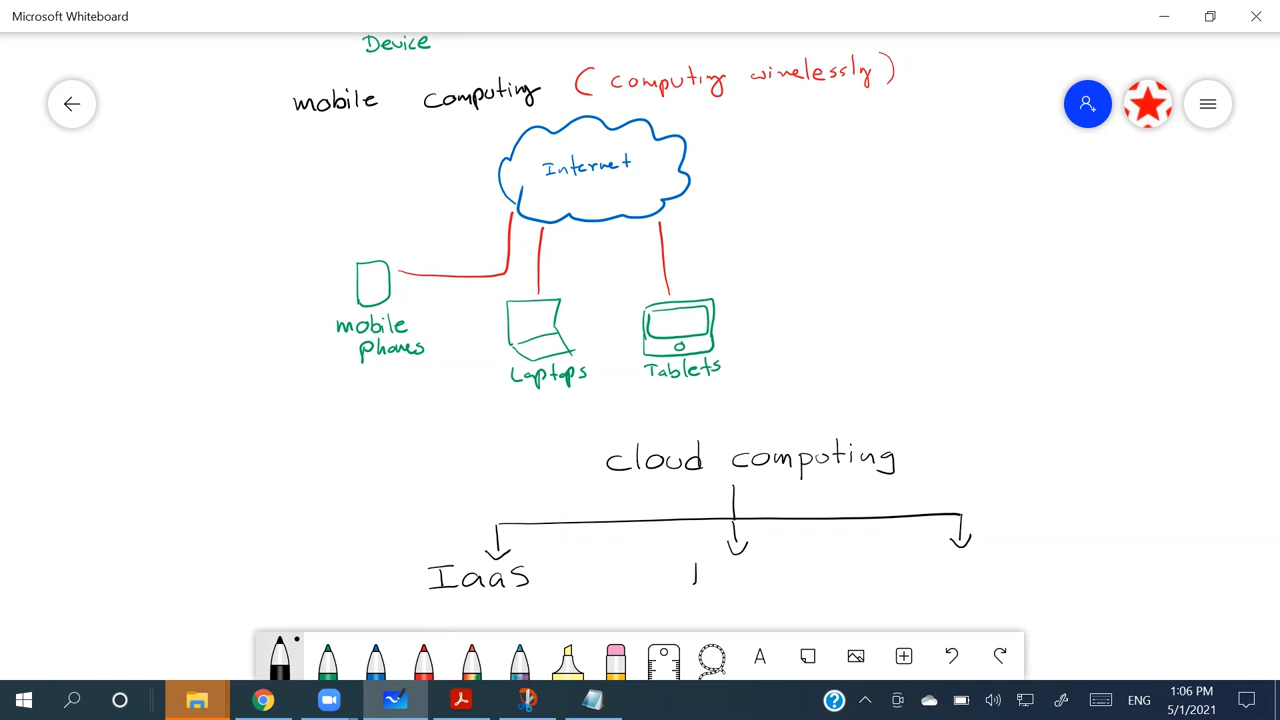 Microsoft Whiteboard
Device
mobile computing (computing wirelessly)
Internet
mobile phones
Laptops
Tablets
cloud computing
IaaS
A
ENG
1:06 PM
5/1/2021